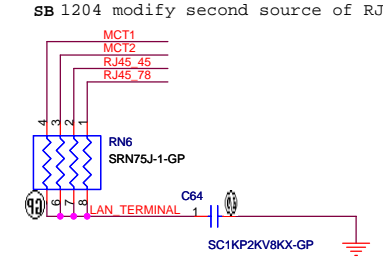 SB 1204 modify second source of RJ
MCT1
MCT2
RJ45_45
RJ45_78
4 3 2 1
RN6
SRN75J-1-GP
6 7 8
LAN_TERMINAL
1
C64
SC1KP2KV8KX-GP